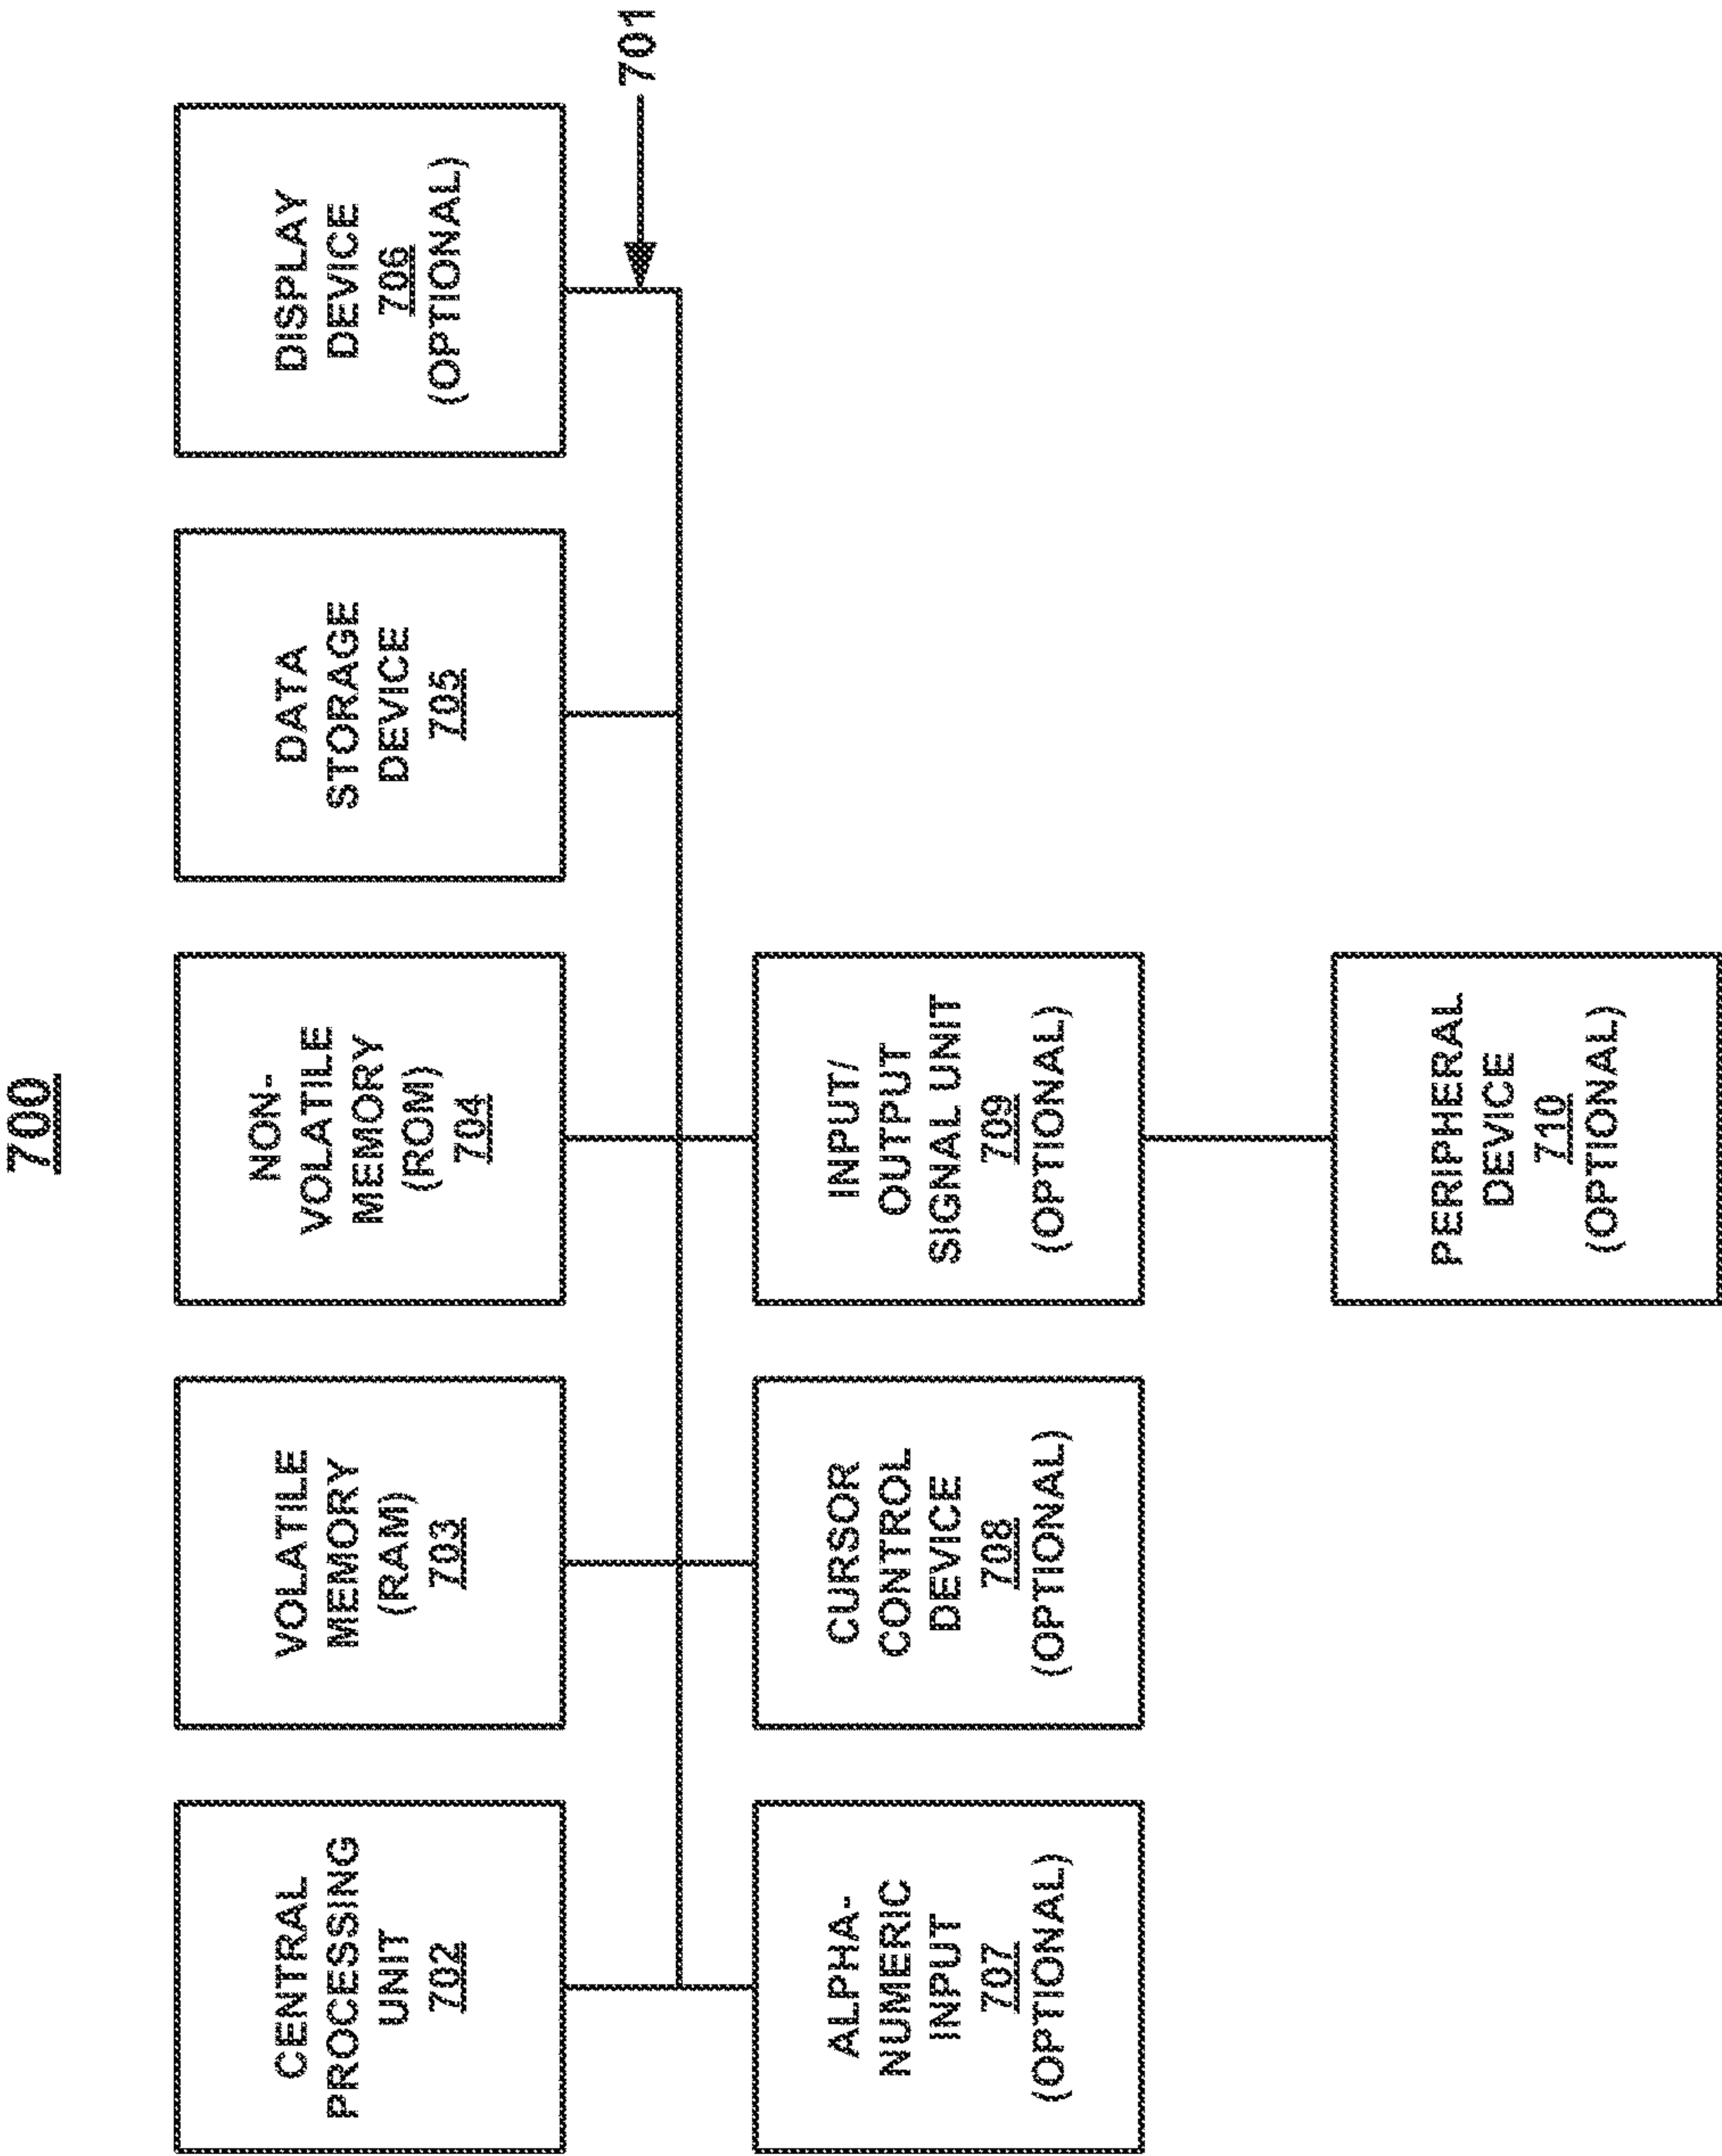 700
CENTRAL
PROCESSING
UNIT
702
VOLATILE
MEMORY
(RAM)
703
NON-
VOLATILE
MEMORY
(ROM)
704
DATA
STORAGE
DEVICE
705
DISPLAY
DEVICE
706
(OPTIONAL)
701
ALPHA-
NUMERIC
INPUT
707
(OPTIONAL)
CURSOR
CONTROL
DEVICE
708
(OPTIONAL)
INPUT/
OUTPUT
SIGNAL UNIT
709
(OPTIONAL)
PERIPHERAL
DEVICE
710
(OPTIONAL)